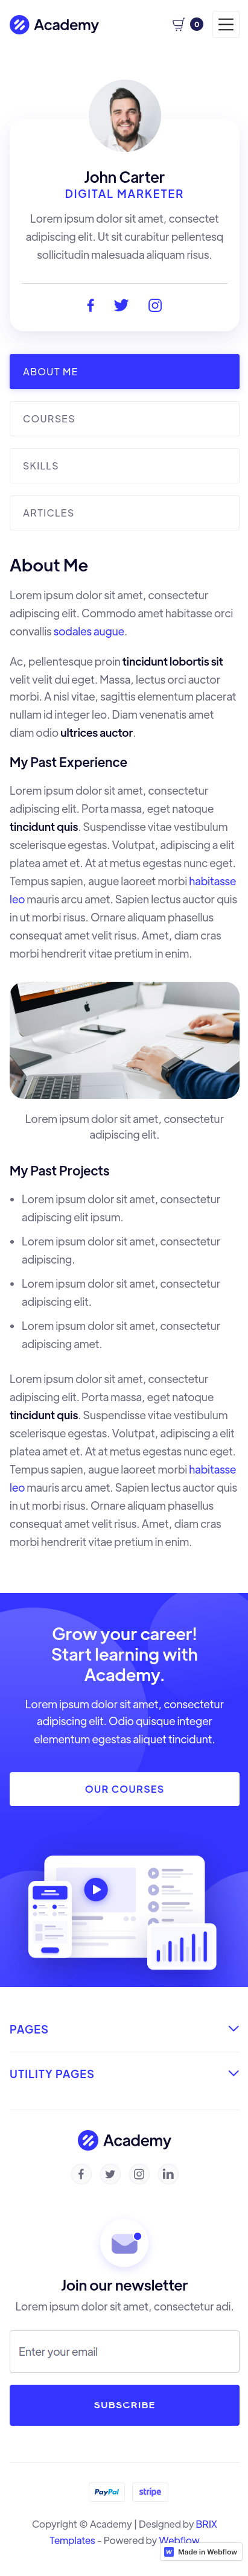 Academy
0
John Carter
DIGITAL MARKETER
Lorem ipsum dolor sit amet, consectet
adipiscing elit. Ut sit curabitur pellentesq
sollicitudin malesuada aliquam risus.
ABOUT ME
COURSES
SKILLS
ARTICLES
About Me
Lorem ipsum dolor sit amet, consectetur
adipiscing elit. Commodo amet habitasse orci
convallis sodales augue.
Ac, pellentesque proin tincidunt lobortis sit
velit velit dui eget. Massa, lectus orci auctor
morbi. A nisl vitae, sagittis elementum placerat
nullam id integer leo. Diam venenatis amet
diam odio ultrices auctor.
My Past Experience
Lorem ipsum dolor sit amet, consectetur
adipiscing elit. Porta massa, eget natoque
tincidunt quis. Suspendisse vitae vestibulum
scelerisque egestas. Volutpat, adipiscing a elit
platea amet et. At at metus egestas nunc eget.
Tempus sapien, augue laoreet morbi habitasse
leo mauris arcu amet. Sapien lectus auctor quis
in ut morbi risus. Ornare aliquam phasellus
consequat amet velit risus. Amet, diam cras
morbi hendrerit vitae pretium in enim.
Lorem ipsum dolor sit amet, consectetur
adipiscing elit.
My Past Projects
Lorem ipsum dolor sit amet, consectetur
adipiscing elit ipsum.
Lorem ipsum dolor sit amet, consectetur
adipiscing.
Lorem ipsum dolor sit amet, consectetur
adipiscing elit.
Lorem ipsum dolor sit amet, consectetur
adipiscing amet.
Lorem ipsum dolor sit amet, consectetur
adipiscing elit. Porta massa, eget natoque
tincidunt quis. Suspendisse vitae vestibulum
scelerisque egestas. Volutpat, adipiscing a elit
platea amet et. At at metus egestas nunc eget.
Tempus sapien, augue laoreet morbi habitasse
leo mauris arcu amet. Sapien lectus auctor quis
in ut morbi risus. Ornare aliquam phasellus
consequat amet velit risus. Amet, diam cras
morbi hendrerit vitae pretium in enim.
Grow your career!
Start learning with
Academy.
Lorem ipsum dolor sit amet, consectetur
adipiscing elit. Odio quisque integer
elementum egestas aliquet tincidunt.
OUR COURSES
PAGES
UTILITY PAGES
Academy
Join our newsletter
Lorem ipsum dolor sit amet, consectetur adi.
Enter your email
SUBSCRIBE
PayPal stripe
Copyright © Academy | Designed by BRIX
Templates - Powered by Webflow
Made in Webflow